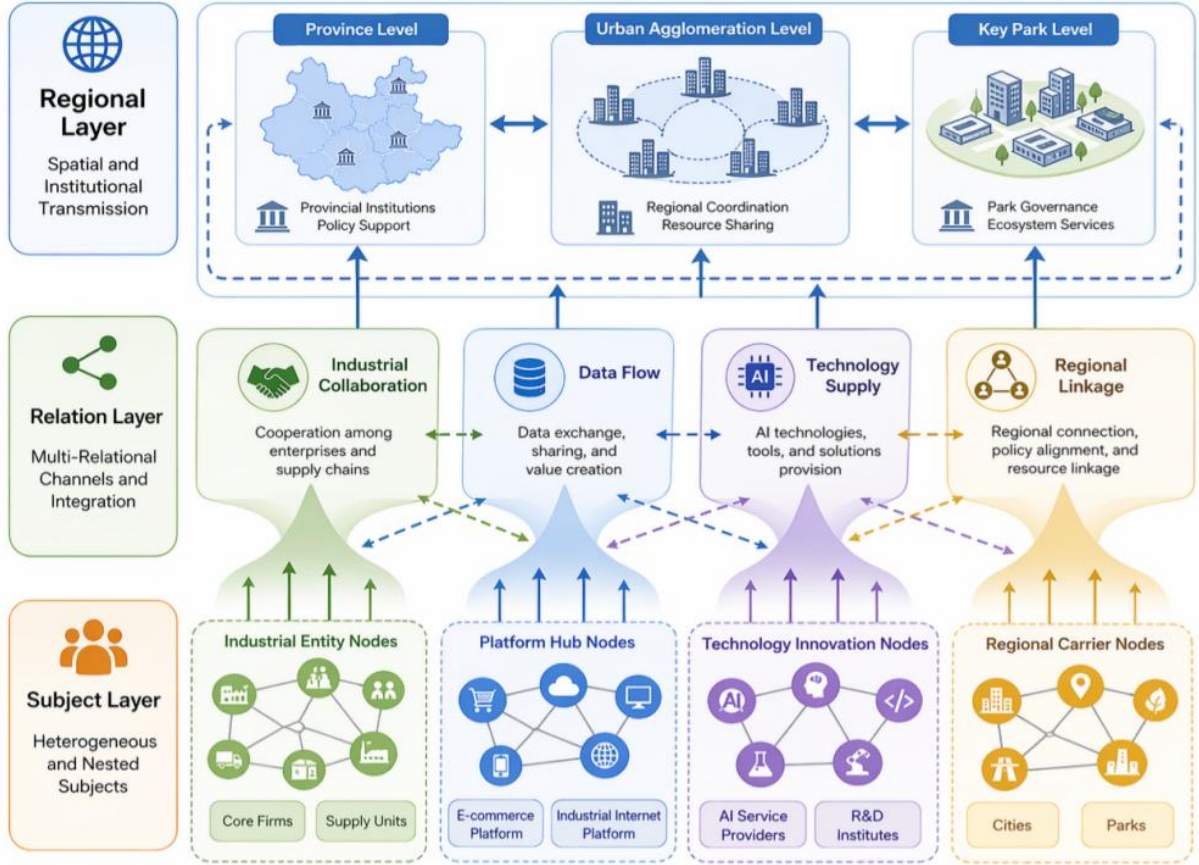 Regional
Layer
Spatial and
Institutional
Transmission
Province Level
Provincial Institutions
Policy Support
Urban Agglomeration Level
Regional Coordination
Resource Sharing
Key Park Level
Park Governance
Ecosystem Services
Relation Layer
Multi-Relational
Channels and
Integration
Industrial
Collaboration
Cooperation among
enterprises and
supply chains
Data Flow
Data exchange,
sharing, and
value creation
AI
Technology
Supply
AI technologies,
tools, and solutions
provision
Regional
Linkage
Regional connection,
policy alignment, and
resource linkage
Subject Layer
Heterogeneous
and Nested
Subjects
Industrial Entity Nodes
Core Firms
Supply Units
Platform Hub Nodes
E-commerce
Platform
Industrial Internet
Platform
Technology Innovation Nodes
AI
</>
AI Service
Providers
R&D
Institutes
Regional Carrier Nodes
Cities
Parks